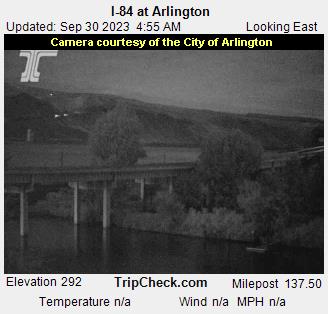 I-84 at Arlington
Updated: Sep 30 2023 4:55 AM Looking East
Camera courtesy of the City of Arlington
Elevation 292 TripCheck.com Milepost 137.50
Temperature n/a Wind n/a MPH n/a